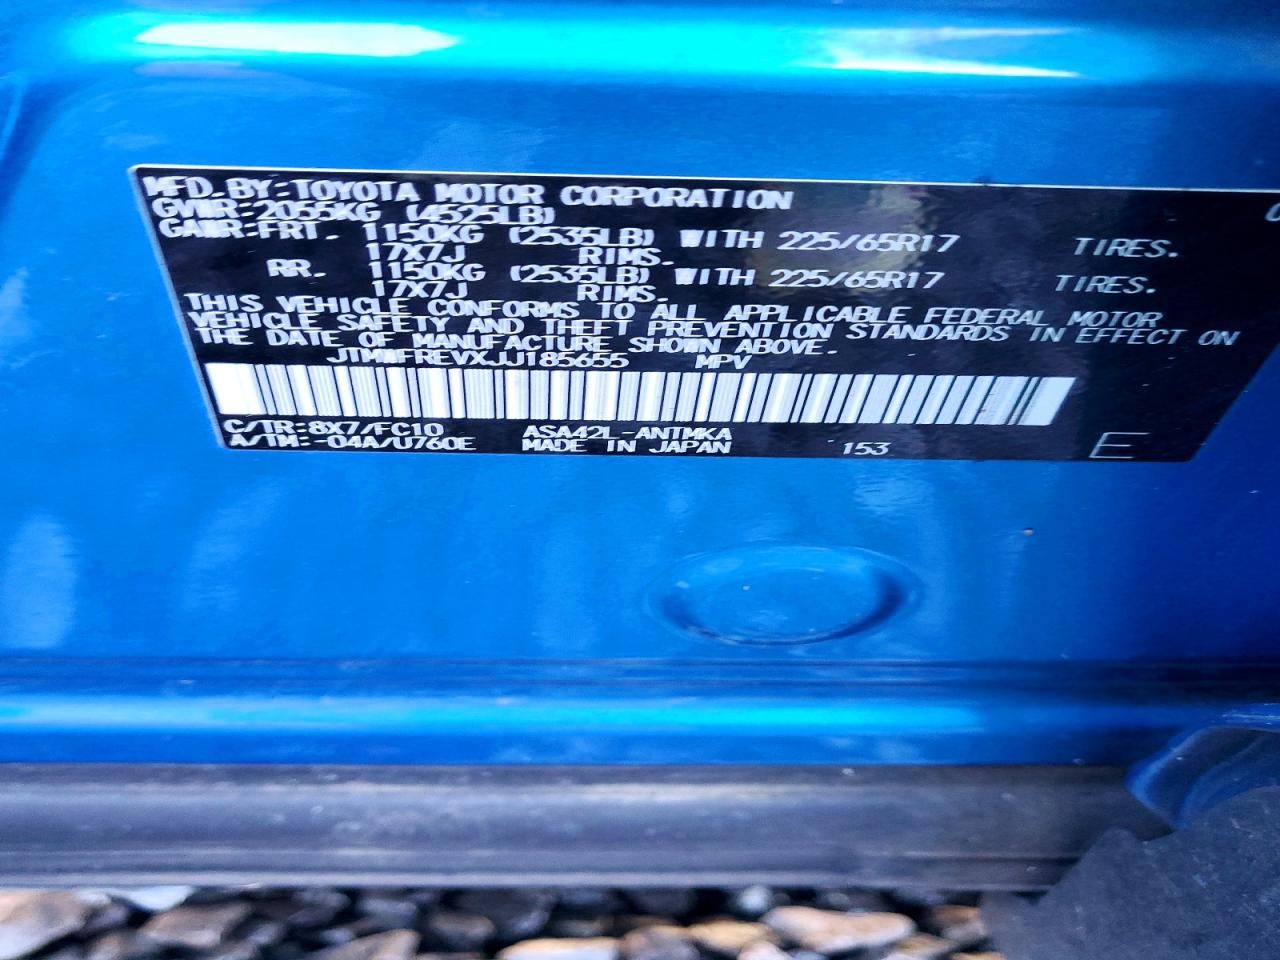 MFD. BY: TOYOTA MOTOR CORPORATION
GVWR: 2055KG (4525LB)
GAWR: FRT. 1150KG (2535LB) WITH 225/65R17 TIRES.
17X7J RIMS.
RR. 1150KG (2535LB) WITH 225/65R17 TIRES.
17X7J RIMS.
THIS VEHICLE CONFORMS TO ALL APPLICABLE FEDERAL MOTOR
VEHICLE SAFETY AND THEFT PREVENTION STANDARDS IN EFFECT ON
THE DATE OF MANUFACTURE SHOWN ABOVE.
JTMWFREVXJJ185655 MPV
C/TR: 8X7/FC10 ASA42L-ANTMKA
A/TM: -04A/U760E MADE IN JAPAN 153 E